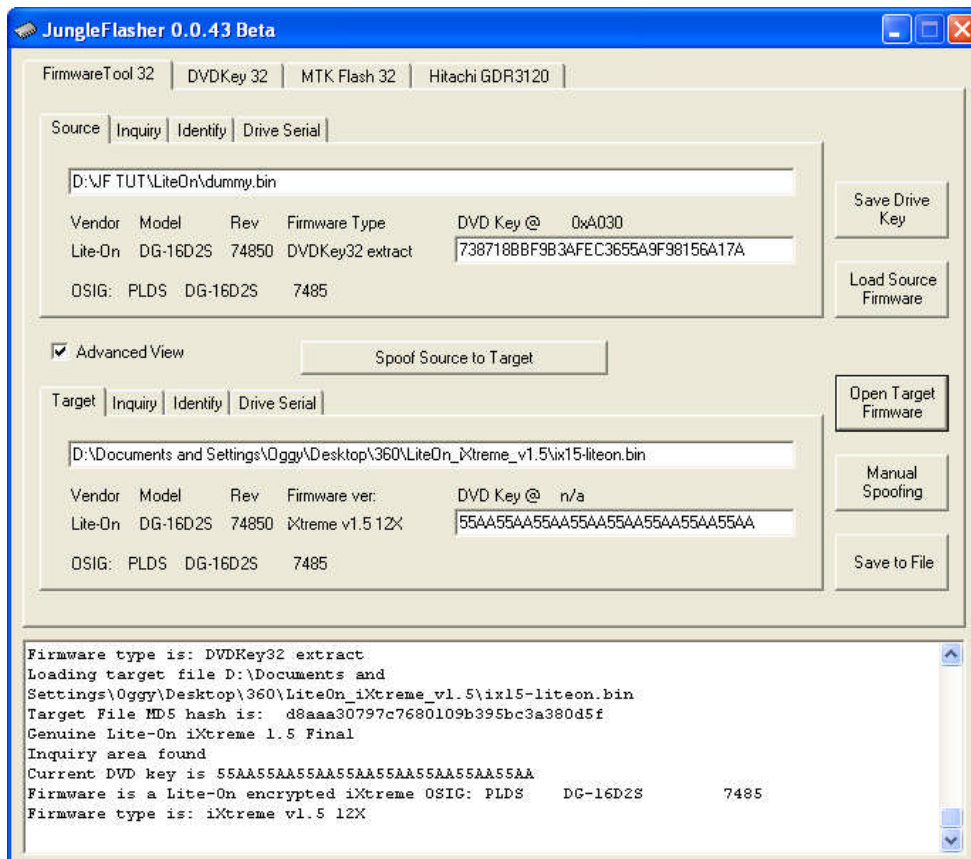 JungleFlasher 0.0.43 Beta
FirmwareTool 32 DVDKey 32 MTK Flash 32 Hitachi GDR3120
Source Inquiry Identify Drive Serial
D:\JF TUT\LiteOn\dummy.bin
Vendor Model Rev Firmware Type DVD Key @ 0xA030
Lite-On DG-16D2S 74850 DVDKey32 extract 738718BBF9B3AFEC3655A9F98156A17A
OSIG: PLDS DG-16D2S 7485
Save Drive
Key
Load Source
Firmware
Advanced View Spoof Source to Target
Target Inquiry Identify Drive Serial
D:\Documents and Settings\Oggy\Desktop\360\LiteOn_iXtreme_v1.5\ix15-liteon.bin
Vendor Model Rev Firmware ver: DVD Key @ n/a
Lite-On DG-16D2S 74850 iXtreme v1.5 12X 55AA55AA55AA55AA55AA55AA55AA55AA
OSIG: PLDS DG-16D2S 7485
Open Target
Firmware
Manual
Spoofing
Save to File
Firmware type is: DVDKey32 extract
Loading target file D:\Documents and
Settings\Oggy\Desktop\360\LiteOn_iXtreme_v1.5\ix15-liteon.bin
Target File MD5 hash is: d8aaa30797c7680109b395bc3a380d5f
Genuine Lite-On iXtreme 1.5 Final
Inquiry area found
Current DVD key is 55AA55AA55AA55AA55AA55AA55AA55AA
Firmware is a Lite-On encrypted iXtreme OSIG: PLDS DG-16D2S 7485
Firmware type is: iXtreme v1.5 12X